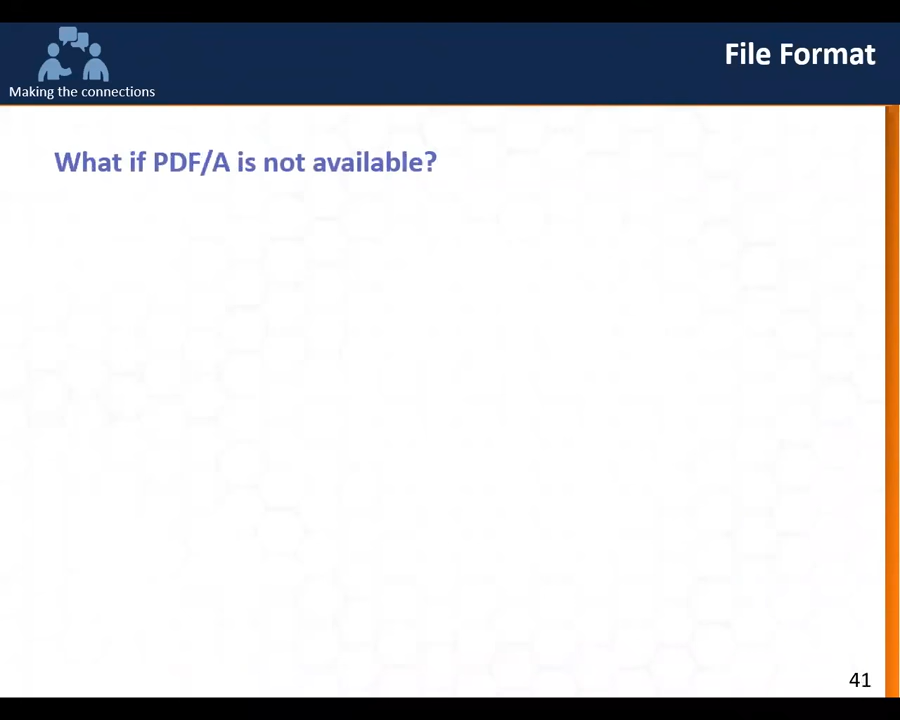 File Format
Making the connections
What if PDF/A is not available?
41